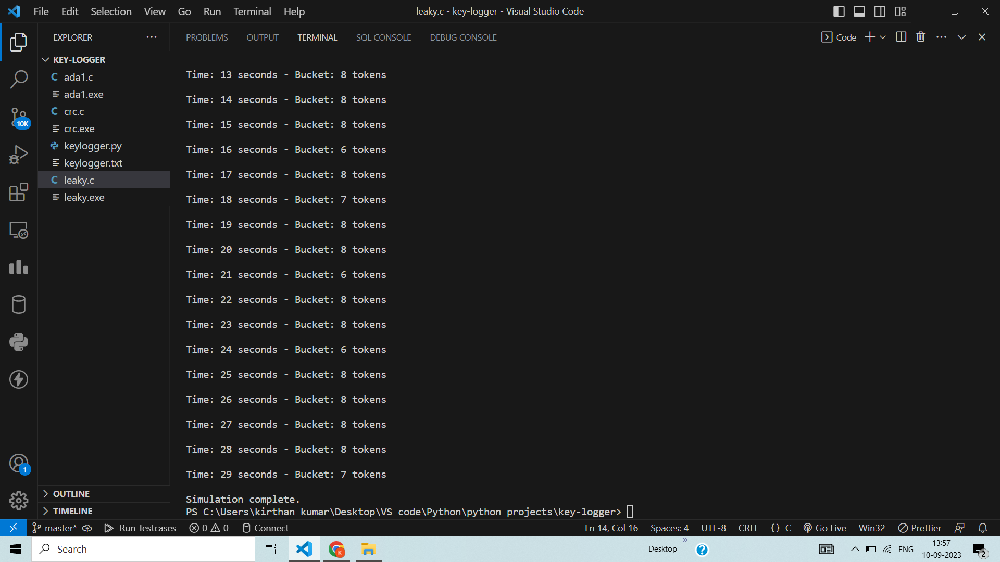 File Edit Selection View Go Run Terminal Help
leaky.c - key-logger - Visual Studio Code
EXPLORER
KEY-LOGGER
C ada1.c
ada1.exe
C crc.c
crc.exe
keylogger.py
keylogger.txt
C leaky.c
leaky.exe
10K
1
OUTLINE
TIMELINE
PROBLEMS OUTPUT TERMINAL SQL CONSOLE DEBUG CONSOLE
Code
Time: 13 seconds - Bucket: 8 tokens
Time: 14 seconds - Bucket: 8 tokens
Time: 15 seconds - Bucket: 8 tokens
Time: 16 seconds - Bucket: 6 tokens
Time: 17 seconds - Bucket: 8 tokens
Time: 18 seconds - Bucket: 7 tokens
Time: 19 seconds - Bucket: 8 tokens
Time: 20 seconds - Bucket: 8 tokens
Time: 21 seconds - Bucket: 6 tokens
Time: 22 seconds - Bucket: 8 tokens
Time: 23 seconds - Bucket: 8 tokens
Time: 24 seconds - Bucket: 6 tokens
Time: 25 seconds - Bucket: 8 tokens
Time: 26 seconds - Bucket: 8 tokens
Time: 27 seconds - Bucket: 8 tokens
Time: 28 seconds - Bucket: 8 tokens
Time: 29 seconds - Bucket: 7 tokens
Simulation complete.
PS C:\Users\kirthan kumar\Desktop\VS code\Python\python projects\key-logger>
master* Run Testcases 0 0 Connect
Ln 14, Col 16 Spaces: 4 UTF-8 CRLF { } C Go Live Win32 Prettier
Search
K
Desktop
ENG
13:57
10-09-2023
2